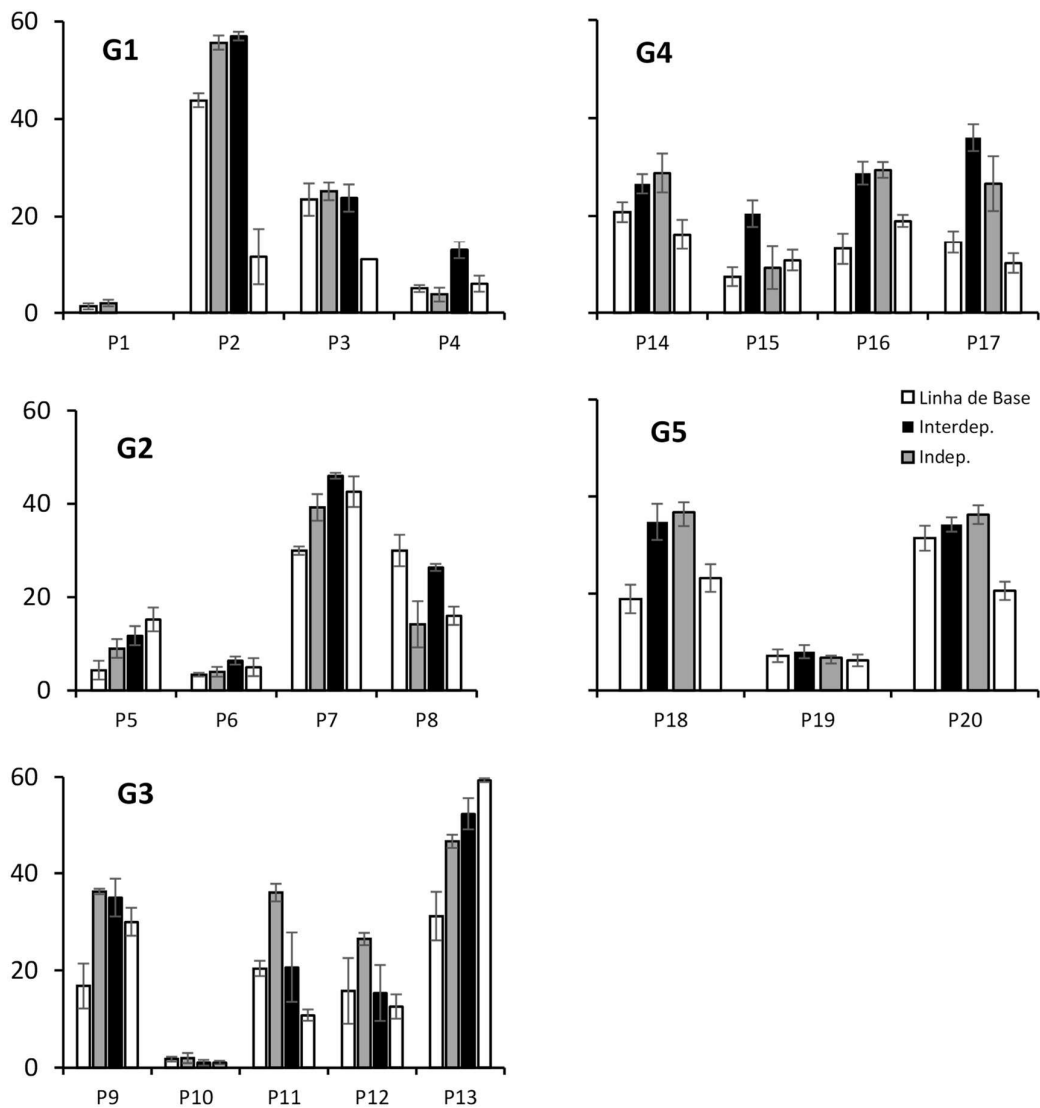 G1
60
40
20
0
P1 P2 P3 P4
G4
P14 P15 P16 P17
G2
60
40
20
0
P5 P6 P7 P8
G5
Linha de Base
Interdep.
Indep.
P18 P19 P20
G3
60
40
20
0
P9 P10 P11 P12 P13